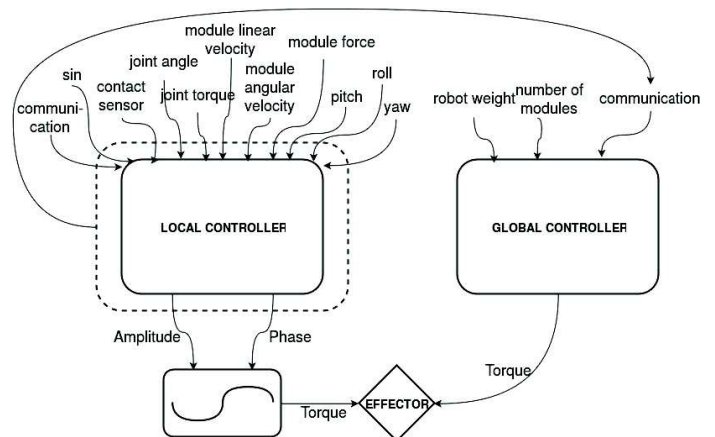 module linear
velocity
module force
joint angle
sin
contact
sensor
joint torque
module
angular
velocity
pitch
roll
yaw
communi-
cation
robot weight
number of
modules
communication
LOCAL CONTROLLER
GLOBAL CONTROLLER
Amplitude
Phase
Torque
Torque
EFFECTOR